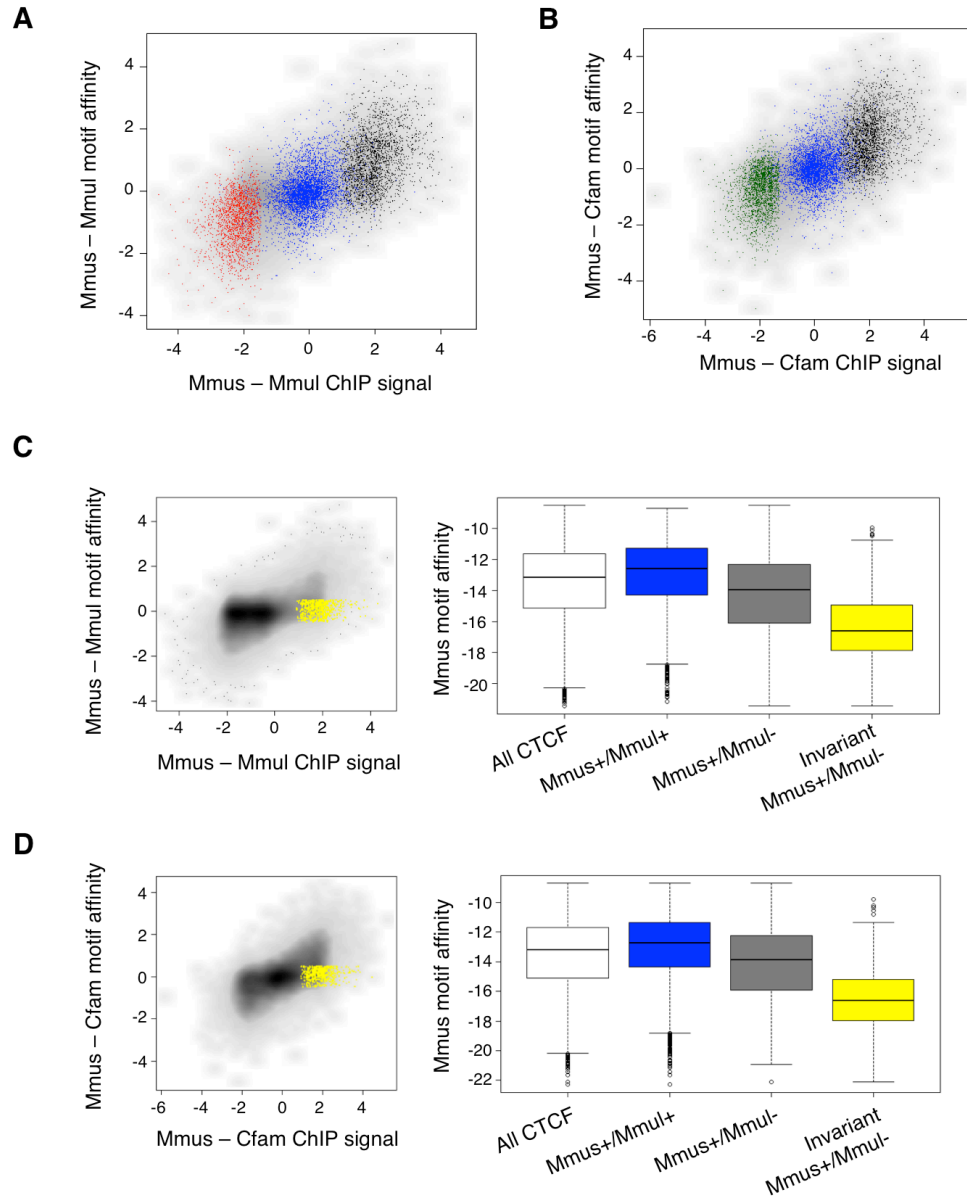 A
Mmus – Mmul motif affinity
4
2
0
-2
-4
-4
-2
0
2
4
Mmus – Mmul ChIP signal
B
Mmus – Cfam motif affinity
4
2
0
-2
-4
-6
-4
-2
0
2
4
Mmus – Cfam ChIP signal
C
Mmus – Mmul motif affinity
4
2
0
-2
-4
-4
-2
0
2
4
Mmus – Mmul ChIP signal
Mmus motif affinity
-10
-12
-14
-16
-18
-20
All CTCF
Mmus+/Mmul+
Mmus+/Mmul-
Invariant
Mmus+/Mmul-
D
Mmus – Cfam motif affinity
4
2
0
-2
-4
-6
-4
-2
0
2
4
Mmus – Cfam ChIP signal
Mmus motif affinity
-10
-12
-14
-16
-18
-20
-22
All CTCF
Mmus+/Mmul+
Mmus+/Mmul-
Invariant
Mmus+/Mmul-